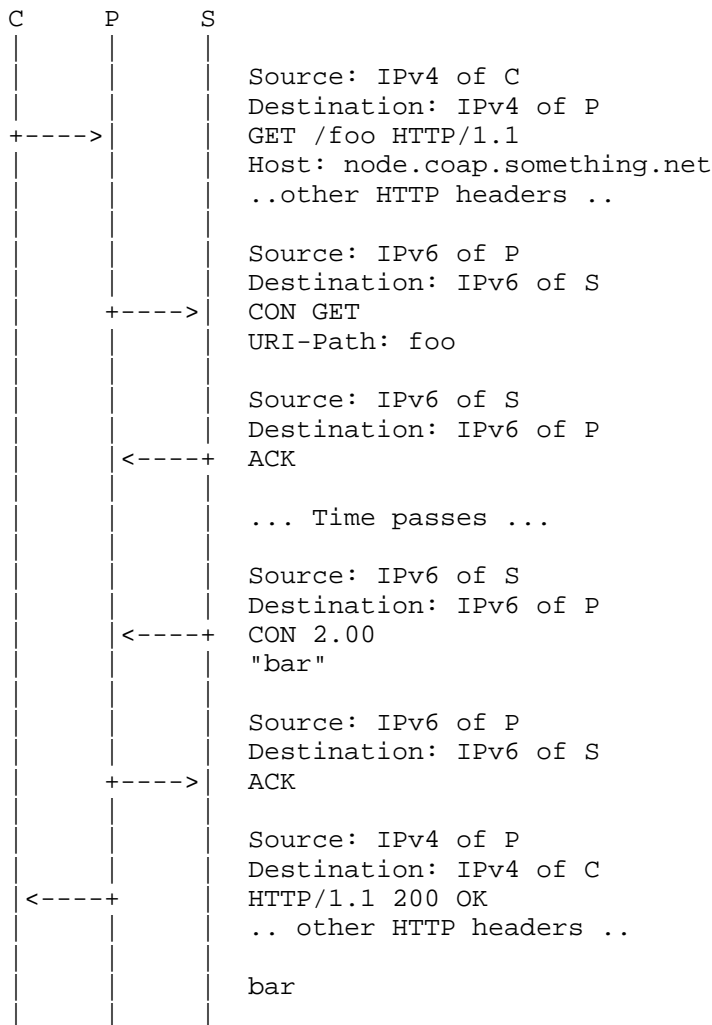 C P S
Source: IPv4 of C
Destination: IPv4 of P
+----> GET /foo HTTP/1.1
Host: node.coap.something.net
..other HTTP headers ..
Source: IPv6 of P
Destination: IPv6 of S
+----> CON GET
URI-Path: foo
Source: IPv6 of S
Destination: IPv6 of P
<----+ ACK
... Time passes ...
Source: IPv6 of S
Destination: IPv6 of P
<----+ CON 2.00
"bar"
Source: IPv6 of P
Destination: IPv6 of S
+----> ACK
Source: IPv4 of P
Destination: IPv4 of C
<----+ HTTP/1.1 200 OK
.. other HTTP headers ..
bar